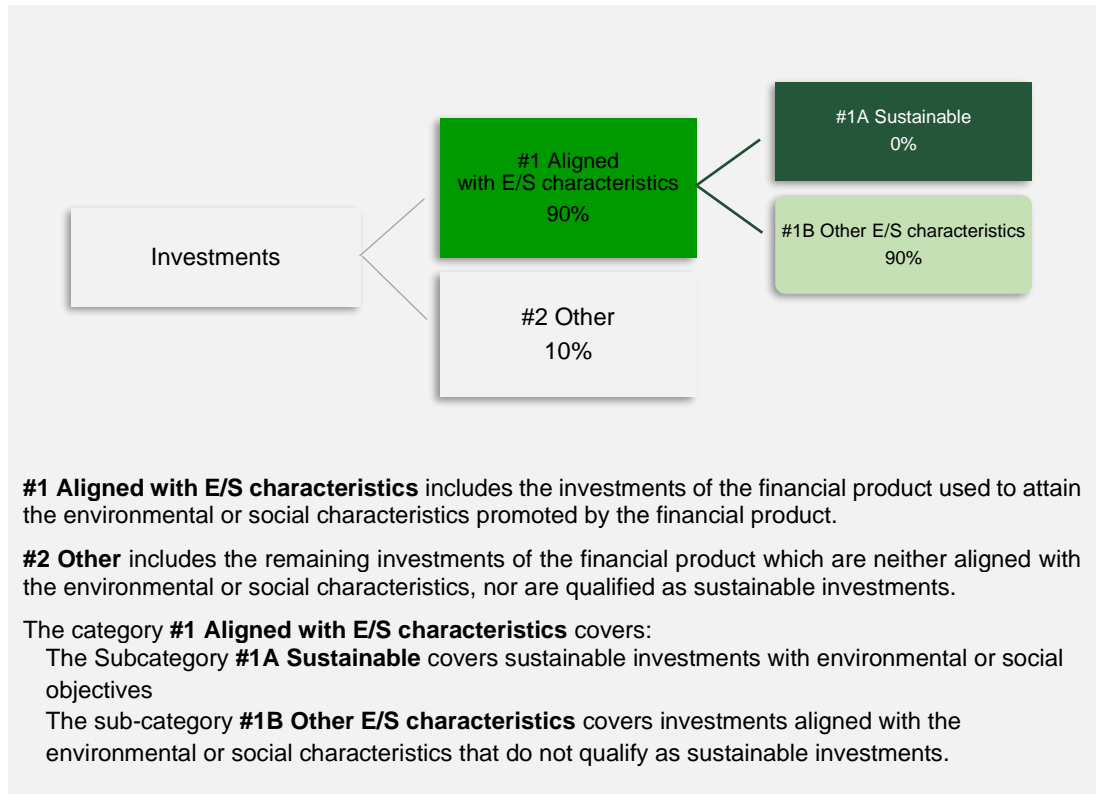 #1A Sustainable
0%
#1 Aligned
with E/S characteristics
90%
#1B Other E/S characteristics
90%
Investments
#2 Other
10%
#1 Aligned with E/S characteristics includes the investments of the financial product used to attain
the environmental or social characteristics promoted by the financial product.
#2 Other includes the remaining investments of the financial product which are neither aligned with
the environmental or social characteristics, nor are qualified as sustainable investments.
The category #1 Aligned with E/S characteristics covers:
The Subcategory #1A Sustainable covers sustainable investments with environmental or social
objectives
The sub-category #1B Other E/S characteristics covers investments aligned with the
environmental or social characteristics that do not qualify as sustainable investments.